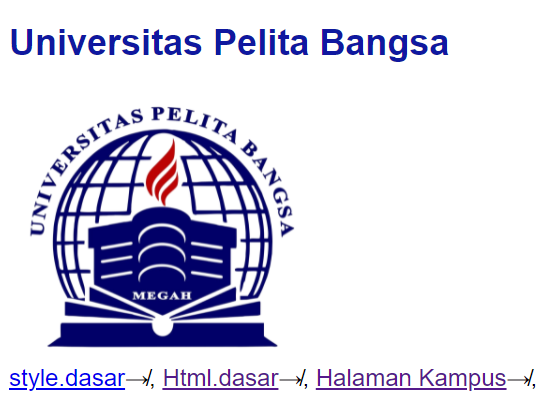 Universitas Pelita Bangsa
UNIVERSITAS PELITA BANGSA
MEGAH
style.dasar→/, Html.dasar→/, Halaman Kampus→/,